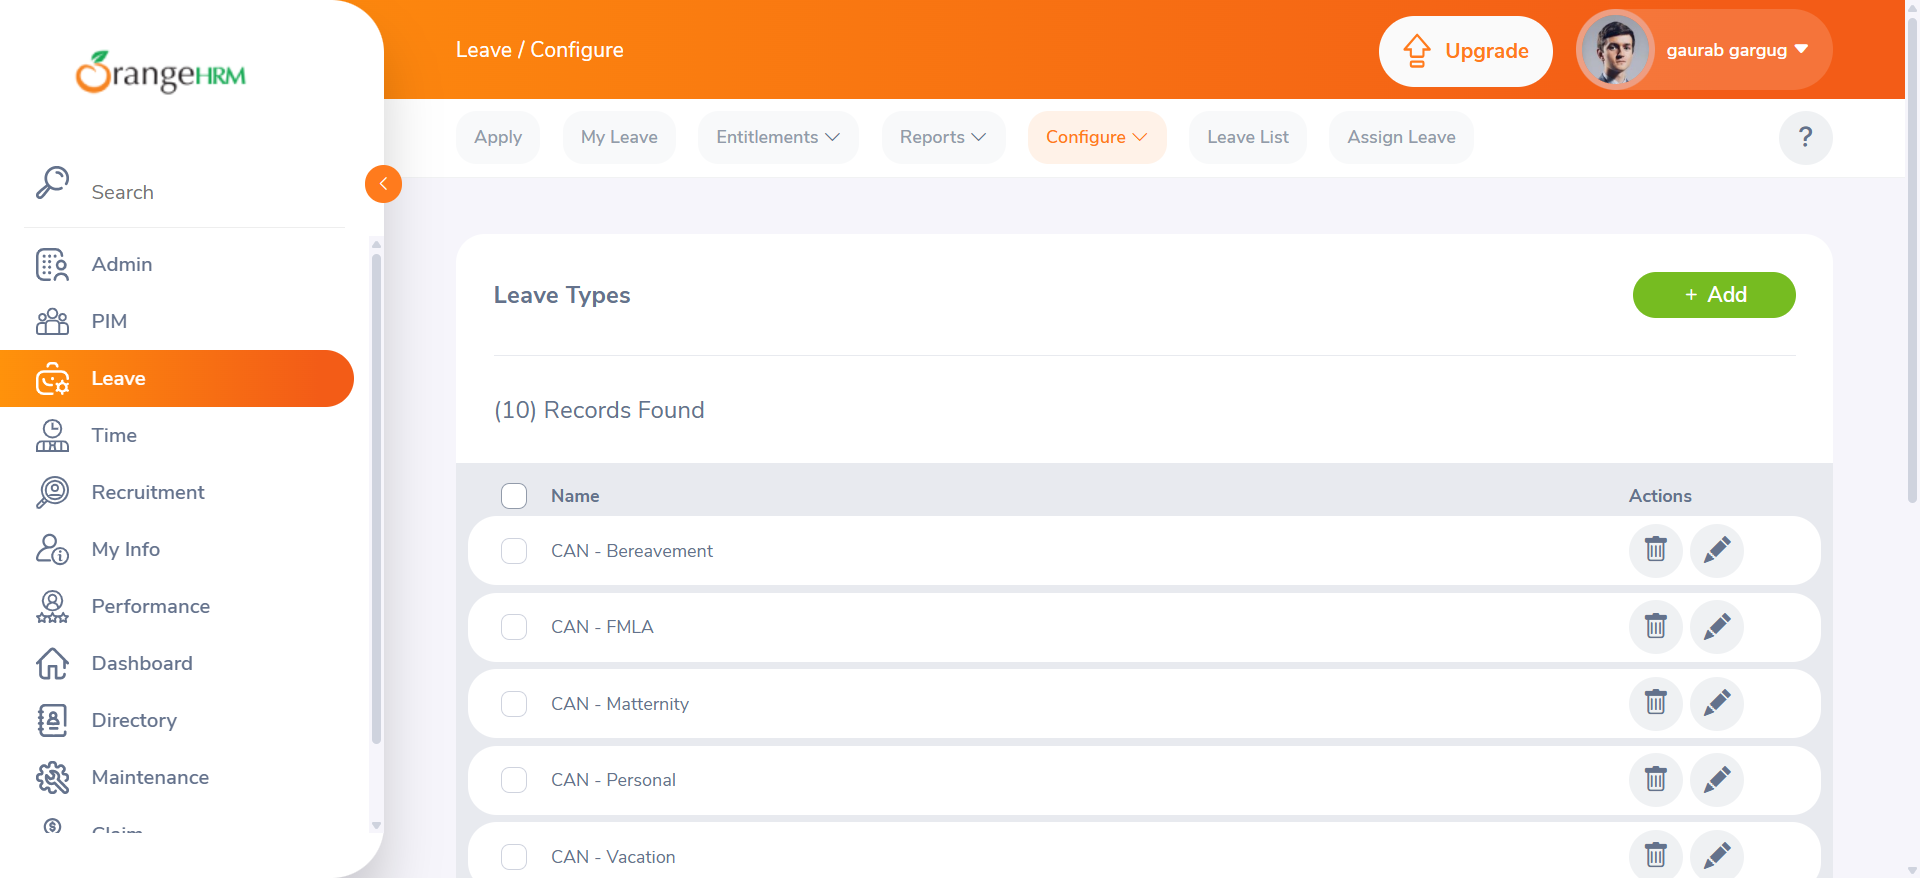 OrangeHRM
Leave / Configure
Upgrade
gaurab gargug
Apply
My Leave
Entitlements
Reports
Configure
Leave List
Assign Leave
?
Search
Admin
PIM
Leave
Time
Recruitment
My Info
Performance
Dashboard
Directory
Maintenance
Claim
Leave Types
+ Add
(10) Records Found
Name
Actions
CAN - Bereavement
CAN - FMLA
CAN - Matternity
CAN - Personal
CAN - Vacation